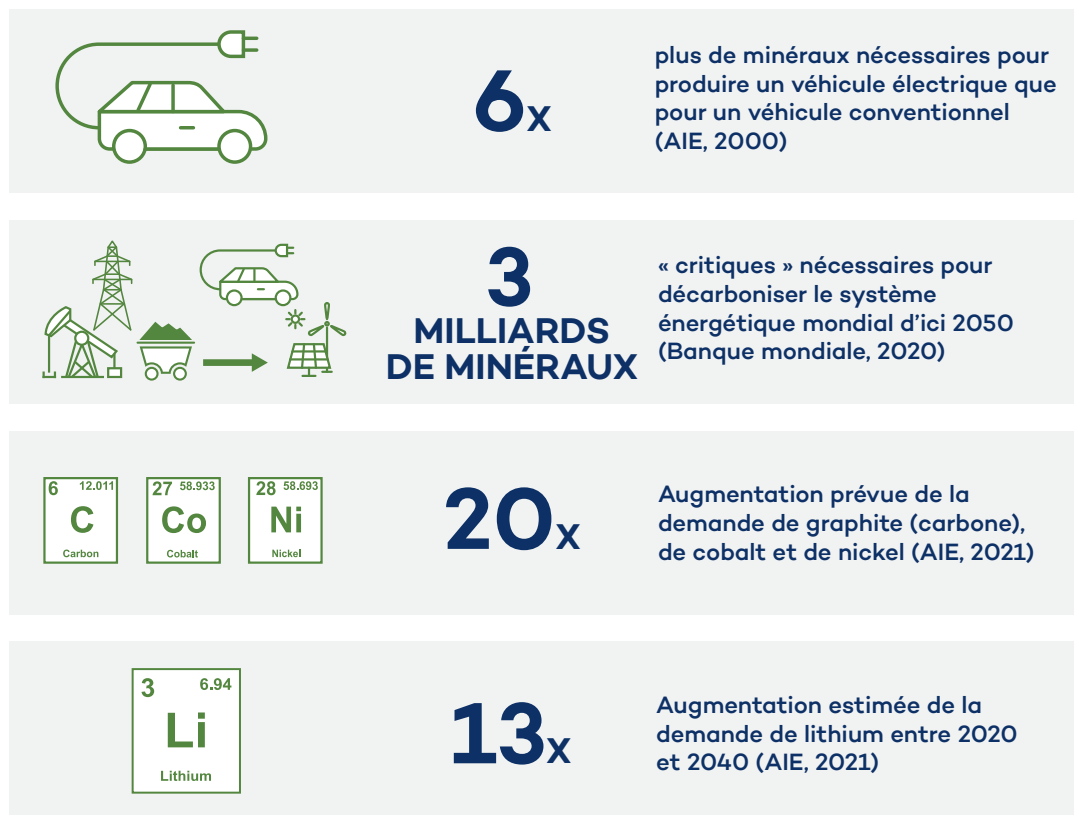 6x
plus de minéraux nécessaires pour
produire un véhicule électrique que
pour un véhicule conventionnel
(AIE, 2000)
3
MILLIARDS
DE MINÉRAUX
« critiques » nécessaires pour
décarboniser le système
énergétique mondial d'ici 2050
(Banque mondiale, 2020)
6 12.011
C
Carbon
27 58.933
Co
Cobalt
28 58.693
Ni
Nickel
20x
Augmentation prévue de la
demande de graphite (carbone),
de cobalt et de nickel (AIE, 2021)
3 6.94
Li
Lithium
13x
Augmentation estimée de la
demande de lithium entre 2020
et 2040 (AIE, 2021)